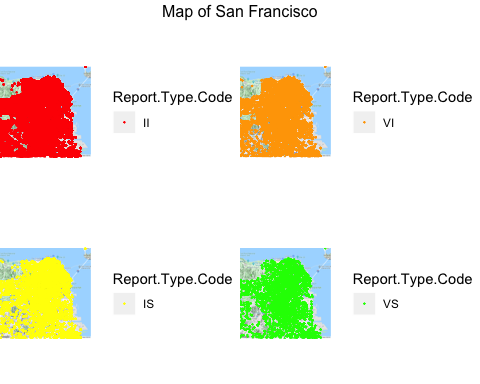 Map of San Francisco
Report.Type.Code
II
Report.Type.Code
VI
Report.Type.Code
IS
Report.Type.Code
VS